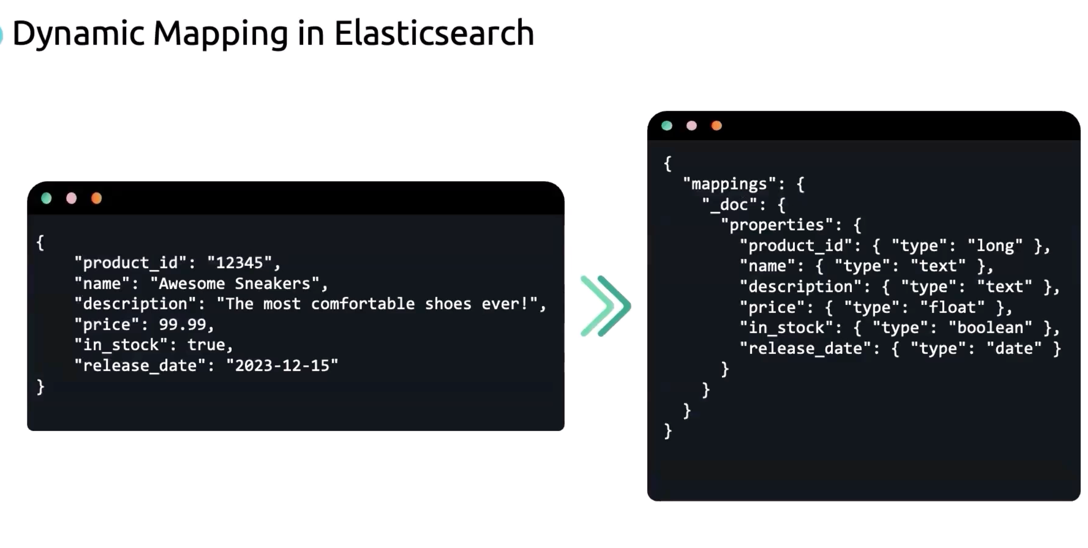 Dynamic Mapping in Elasticsearch
{
"product_id": "12345",
"name": "Awesome Sneakers",
"description": "The most comfortable shoes ever!",
"price": 99.99,
"in_stock": true,
"release_date": "2023-12-15"
}
{
"mappings": {
"_doc": {
"properties": {
"product_id": { "type": "long" },
"name": { "type": "text" },
"description": { "type": "text" },
"price": { "type": "float" },
"in_stock": { "type": "boolean" },
"release_date": { "type": "date" }
}
}
}
}